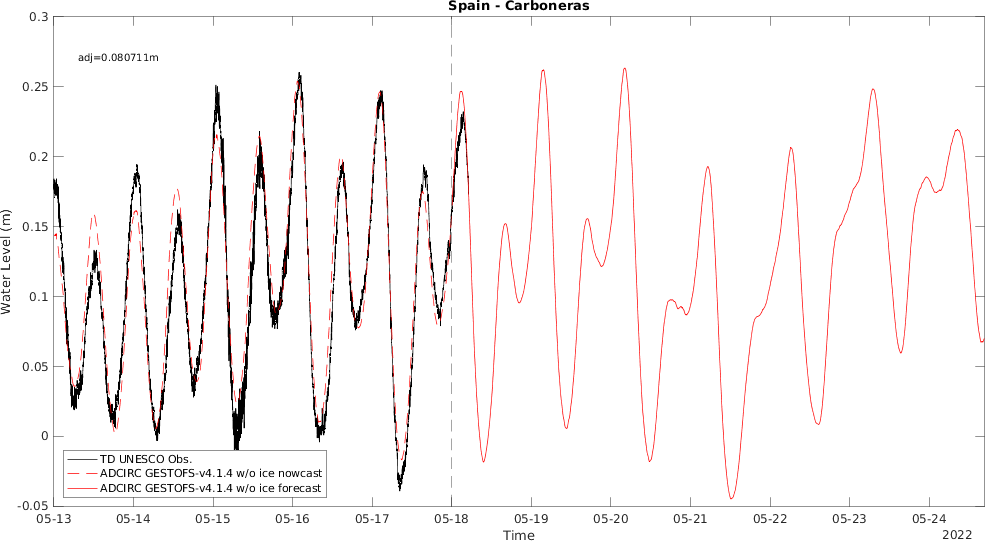 Spain - Carboneras
adj=0.080711m
0.3
0.25
0.2
0.15
0.1
0.05
0
-0.05
Water Level (m)
TD UNESCO Obs.
ADCIRC GESTOFS-v4.1.4 w/o ice nowcast
ADCIRC GESTOFS-v4.1.4 w/o ice forecast
05-13 05-14 05-15 05-16 05-17 05-18 05-19 05-20 05-21 05-22 05-23 05-24
Time
2022